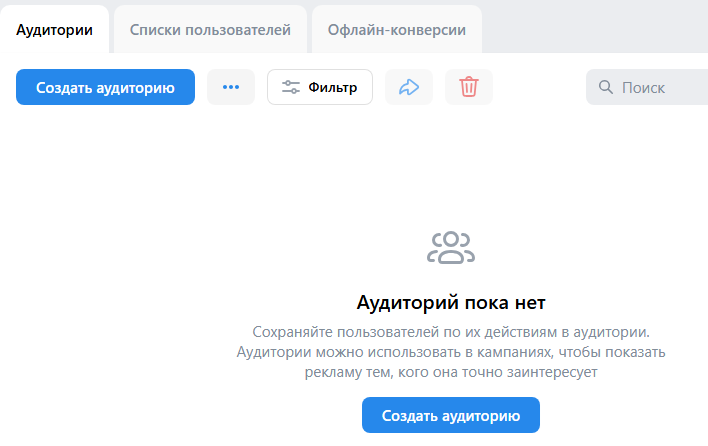 Аудитории Списки пользователей Офлайн-конверсии
Создать аудиторию Фильтр Поиск
Аудиторий пока нет
Сохраняйте пользователей по их действиям в аудитории.
Аудитории можно использовать в кампаниях, чтобы показать
рекламу тем, кого она точно заинтересует
Создать аудиторию